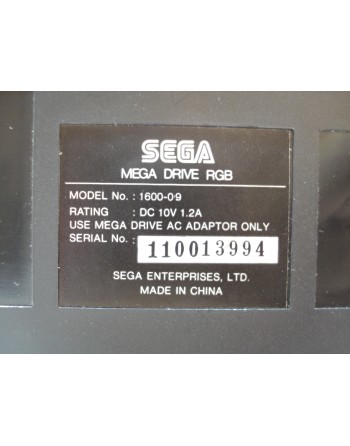 SEGA
MEGA DRIVE RGB
MODEL No. : 1600-09
RATING : DC 10V 1.2A
USE MEGA DRIVE AC ADAPTOR ONLY
SERIAL No. : 110013994
SEGA ENTERPRISES, LTD.
MADE IN CHINA